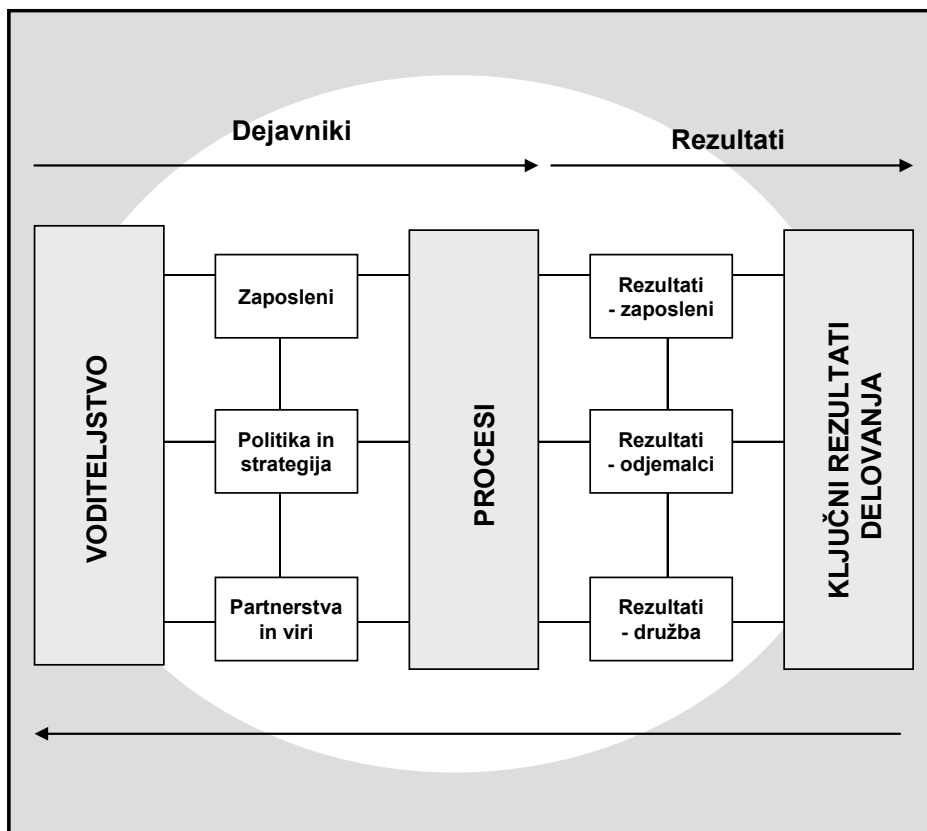 Dejavniki
Rezultati
VODITELJSTVO
Zaposleni
Politika in
strategija
Partnerstva
in viri
PROCESI
Rezultati
- zaposleni
Rezultati
- odjemalci
Rezultati
- družba
KLJUČNI REZULTATI
DELOVANJA